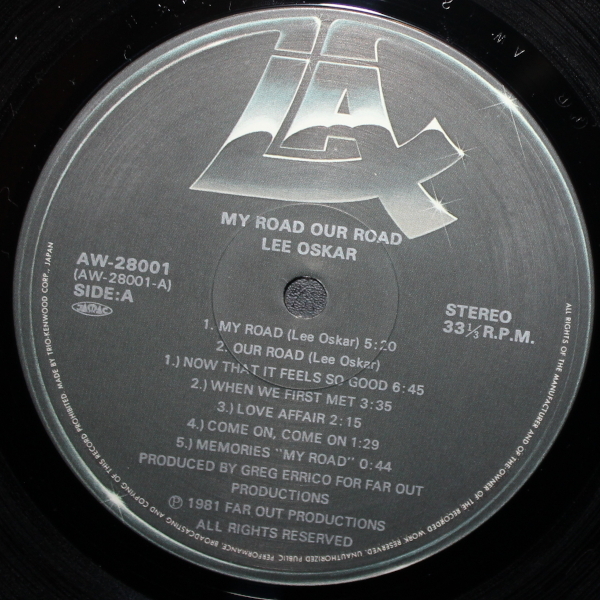 LAX
MY ROAD OUR ROAD
LEE OSKAR
AW-28001
(AW-28001-A)
SIDE:A
STEREO
33⅓ R.P.M.
1. MY ROAD (Lee Oskar) 5:20
2. OUR ROAD (Lee Oskar)
1.) NOW THAT IT FEELS SO GOOD 6:45
2.) WHEN WE FIRST MET 3:35
3.) LOVE AFFAIR 2:15
4.) COME ON, COME ON 1:29
5.) MEMORIES "MY ROAD" 0:44
PRODUCED BY GREG ERRICO FOR FAR OUT
PRODUCTIONS
Ⓟ 1981 FAR OUT PRODUCTIONS
ALL RIGHTS RESERVED
ALL RIGHTS OF THE MANUFACTURER AND OF THE OWNER OF THE RECORDED WORK RESERVED. UNAUTHORIZED PUBLIC PERFORMANCE BROADCASTING AND COPYING OF THIS RECORD PROHIBITED MADE BY TRIO-KENWOOD CORP., JAPAN